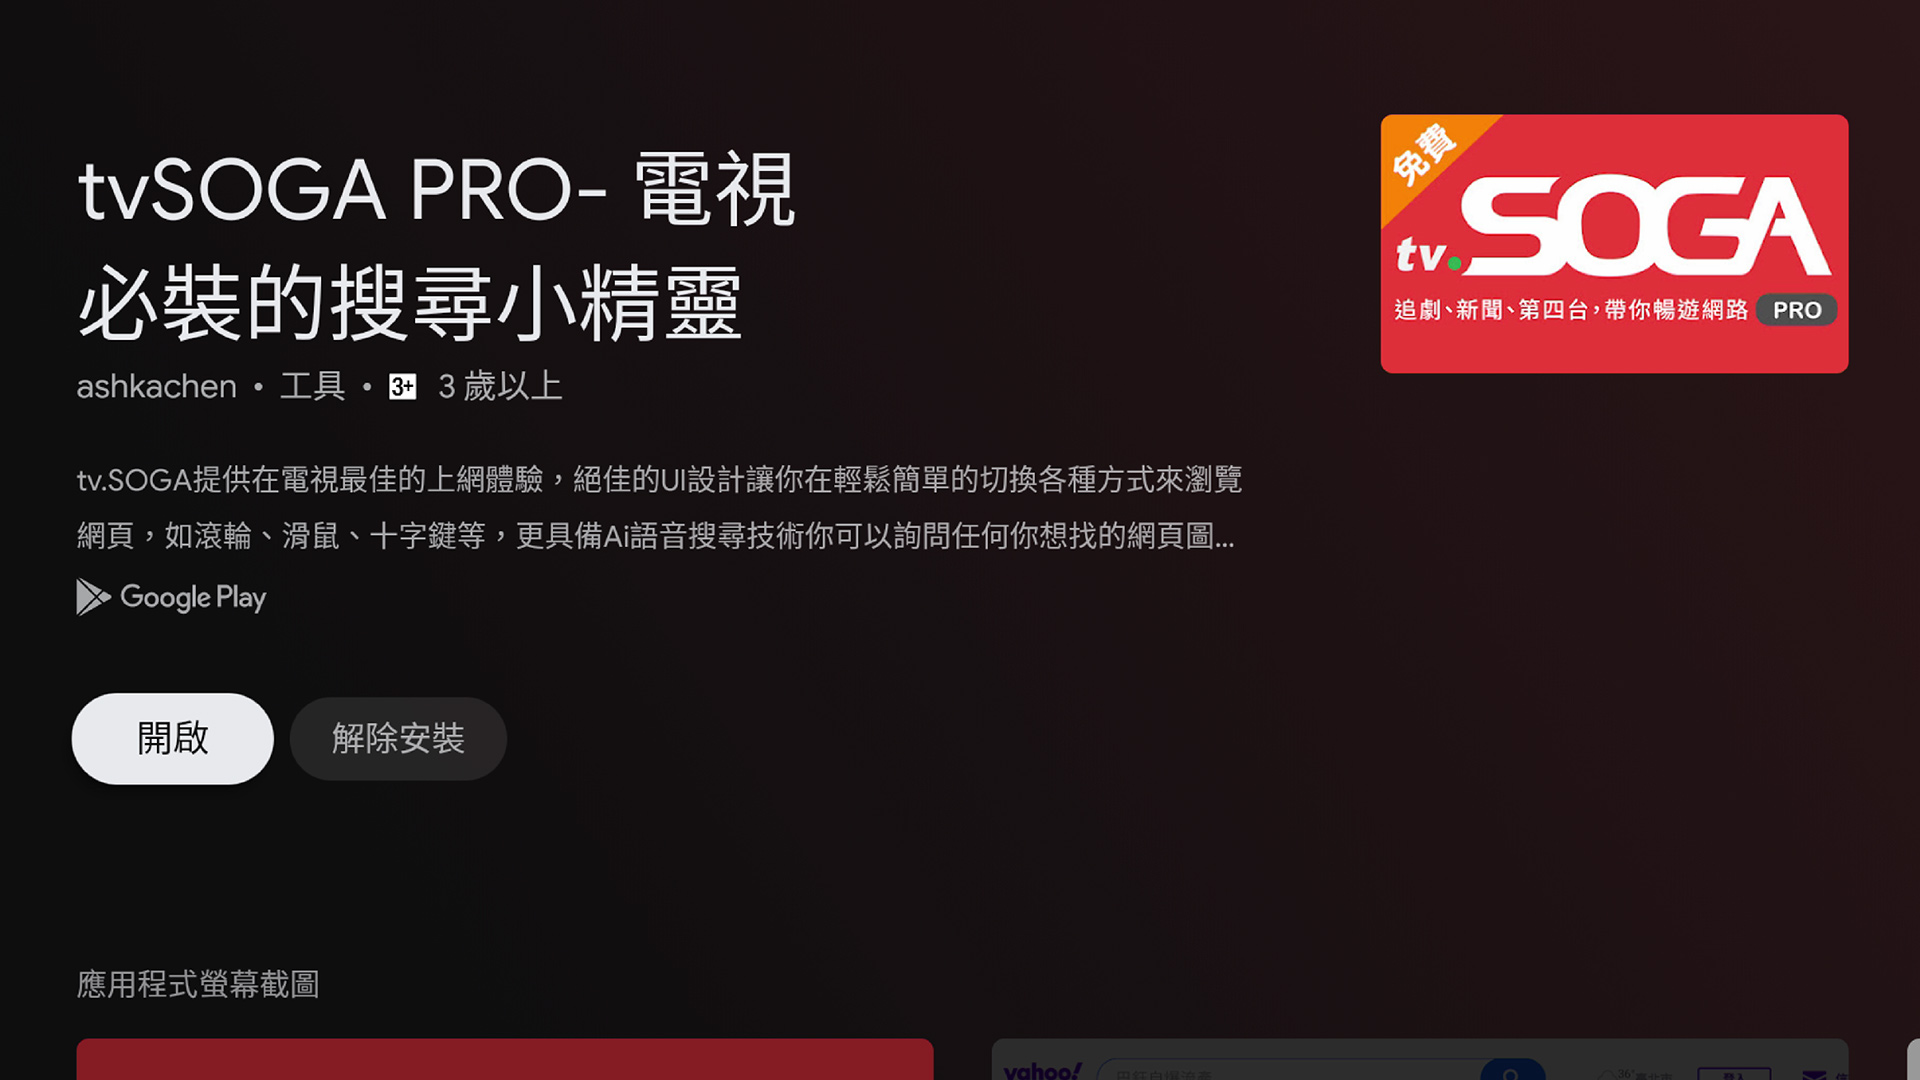 免費
tv.SOGA
追劇、新聞、第四台，帶你暢遊網路 PRO
tvSOGA PRO- 電視
必裝的搜尋小精靈
ashkachen • 工具 • 3+ 3 歲以上
tv.SOGA提供在電視最佳的上網體驗，絕佳的UI設計讓你在輕鬆簡單的切換各種方式來瀏覽
網頁，如滾輪、滑鼠、十字鍵等，更具備Ai語音搜尋技術你可以詢問任何你想找的網頁圖...
Google Play
開啟 解除安裝
應用程式螢幕截圖
yahoo! 36° 臺北市 登入